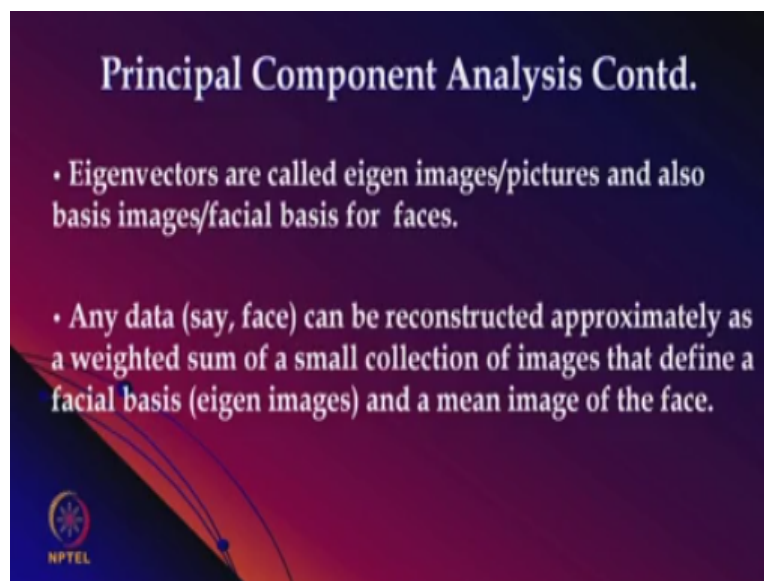 Principal Component Analysis Contd.
• Eigenvectors are called eigen images/pictures and also
basis images/facial basis for faces.
• Any data (say, face) can be reconstructed approximately as
a weighted sum of a small collection of images that define a
facial basis (eigen images) and a mean image of the face.
NPTEL